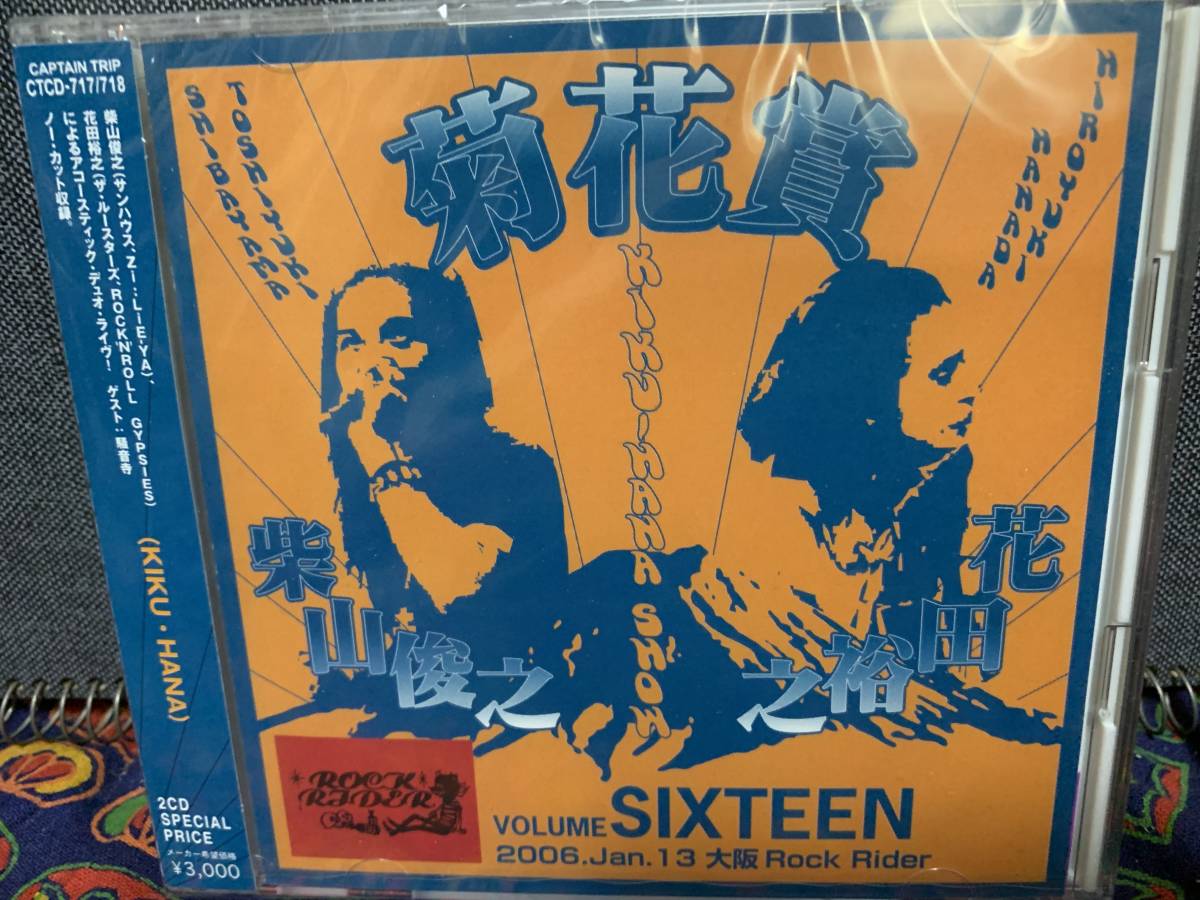 CAPTAIN TRIP
CTCD-717/718
柴山俊之(サンハウス、Zi:LiE-YA)、
花田裕之(ザ・ルースターズ、ROCK'N'ROLL GYPSIES)
によるアコースティック・デュオ・ライヴ! ゲスト:騒音寺
ノー・カット収録。
(KIKU・HANA)
2CD
SPECIAL
PRICE
メーカー希望価格
¥3,000
TOSHIYUKI
SHIBAYAMA
菊花賞
HIROYUKI
HANADA
KIKU-HANA SHOW
柴山俊之
花田裕之
ROCK
RIDER
VOLUME SIXTEEN
2006.Jan.13 大阪 Rock Rider